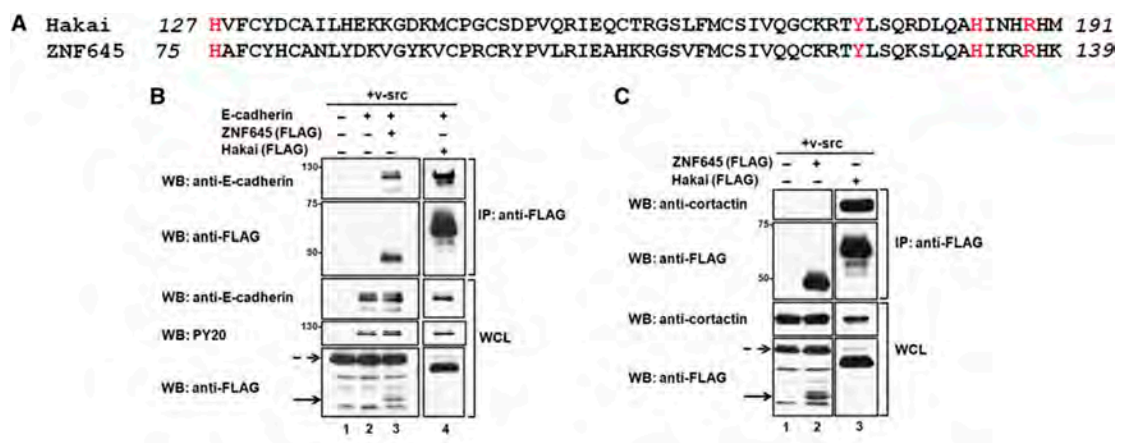 A Hakai 127 HVFCYDCAILHEKKGDKMCPGCSDPVQRIEQCTRGSLFMCSIVQGCKRTYLSQRDLQAHINHRHM 191
ZNF645 75 HAFCYHCANLYDKVGYKVCPRCRYPVLRIEAHKRGSVFMCSIVQQCKRTYLSQKSLQAHIKRRHK 139
B
+v-src
E-cadherin – + + +
ZNF645 (FLAG) – – +
Hakai (FLAG) – – – +
130
WB: anti-E-cadherin
75
WB: anti-FLAG
50
IP: anti-FLAG
WB: anti-E-cadherin
130
WB: PY20
WCL
WB: anti-FLAG
1 2 3 4
C
+v-src
ZNF645 (FLAG) – +
Hakai (FLAG) – – +
WB: anti-cortactin
75
IP: anti-FLAG
WB: anti-FLAG
50
WB: anti-cortactin
WCL
WB: anti-FLAG
1 2 3